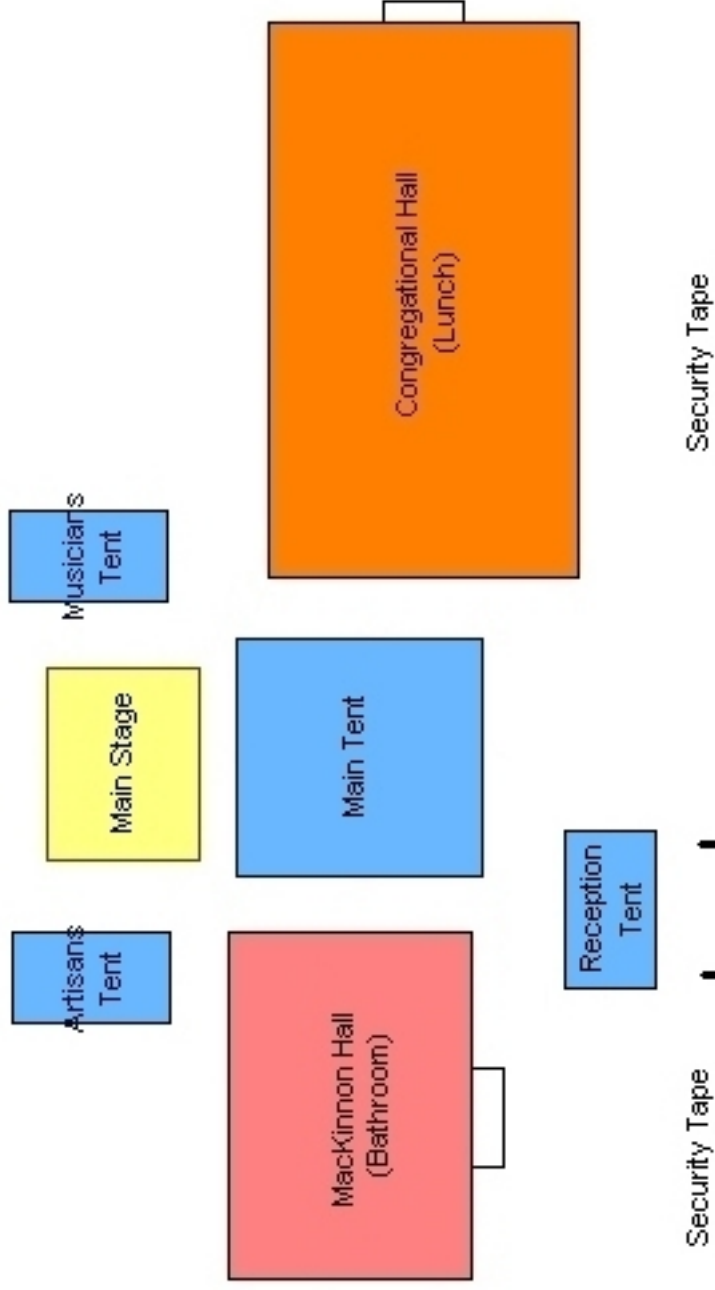 Artisans
Tent
Main Stage
Musicians
Tent
MacKinnon Hall
(Bathroom)
Main Tent
Congregational Hall
(Lunch)
Reception
Tent
Security Tape
Security Tape